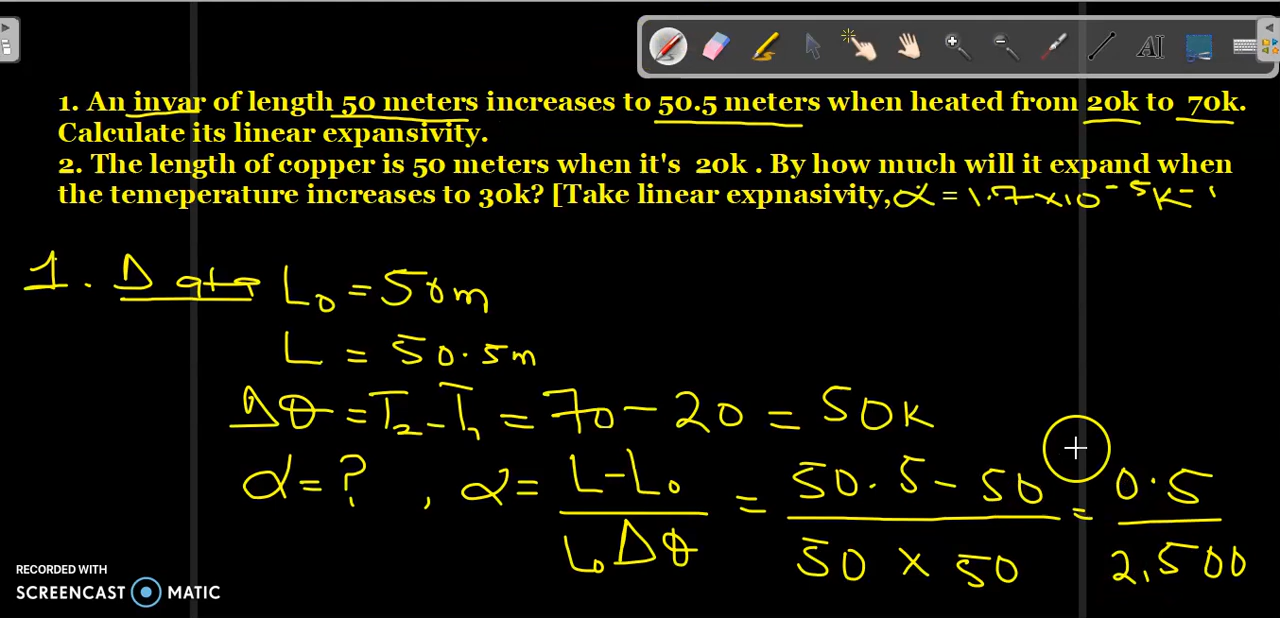 1. An invar of length 50 meters increases to 50.5 meters when heated from 20k to 70k.
Calculate its linear expansivity.
2. The length of copper is 50 meters when it's 20k . By how much will it expand when
the temeperature increases to 30k? [Take linear expnasivity, α = 1.7×10⁻⁵K⁻¹
1. Data L₀ = 50m
L = 50.5m
Δθ = T₂ - T₁ = 70 - 20 = 50K
α = ? , α = (L - L₀) / (L₀Δθ) = (50.5 - 50) / (50 × 50) = 0.5 / 2,500
RECORDED WITH
SCREENCAST MATIC